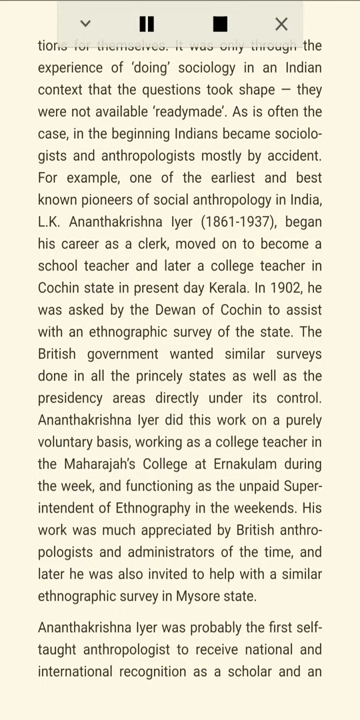 tions for themselves. It was only through the
experience of ‘doing’ sociology in an Indian
context that the questions took shape — they
were not available ‘readymade’. As is often the
case, in the beginning Indians became sociolo-
gists and anthropologists mostly by accident.
For example, one of the earliest and best
known pioneers of social anthropology in India,
L.K. Ananthakrishna Iyer (1861-1937), began
his career as a clerk, moved on to become a
school teacher and later a college teacher in
Cochin state in present day Kerala. In 1902, he
was asked by the Dewan of Cochin to assist
with an ethnographic survey of the state. The
British government wanted similar surveys
done in all the princely states as well as the
presidency areas directly under its control.
Ananthakrishna Iyer did this work on a purely
voluntary basis, working as a college teacher in
the Maharajah’s College at Ernakulam during
the week, and functioning as the unpaid Super-
intendent of Ethnography in the weekends. His
work was much appreciated by British anthro-
pologists and administrators of the time, and
later he was also invited to help with a similar
ethnographic survey in Mysore state.
Ananthakrishna Iyer was probably the first self-
taught anthropologist to receive national and
international recognition as a scholar and an